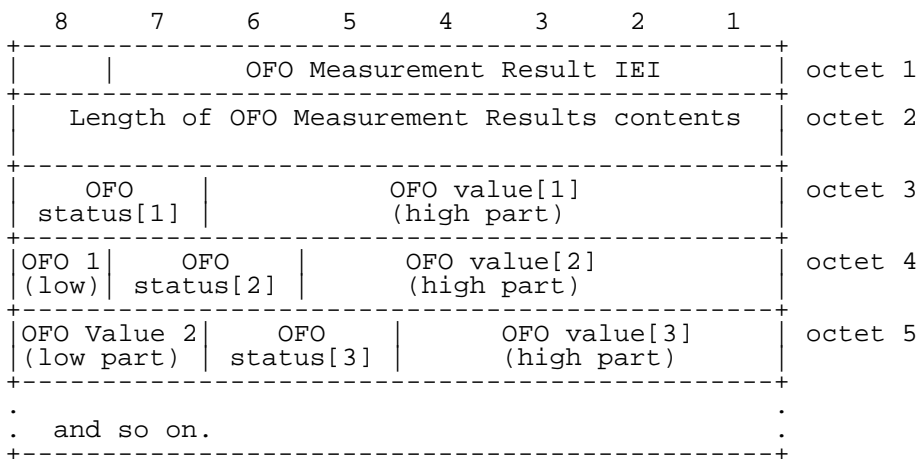 8 7 6 5 4 3 2 1
OFO Measurement Result IEI octet 1
Length of OFO Measurement Results contents octet 2
OFO OFO value[1] octet 3
status[1] (high part)
OFO 1 OFO OFO value[2] octet 4
(low) status[2] (high part)
OFO Value 2 OFO OFO value[3] octet 5
(low part) status[3] (high part)
. .
. and so on. .